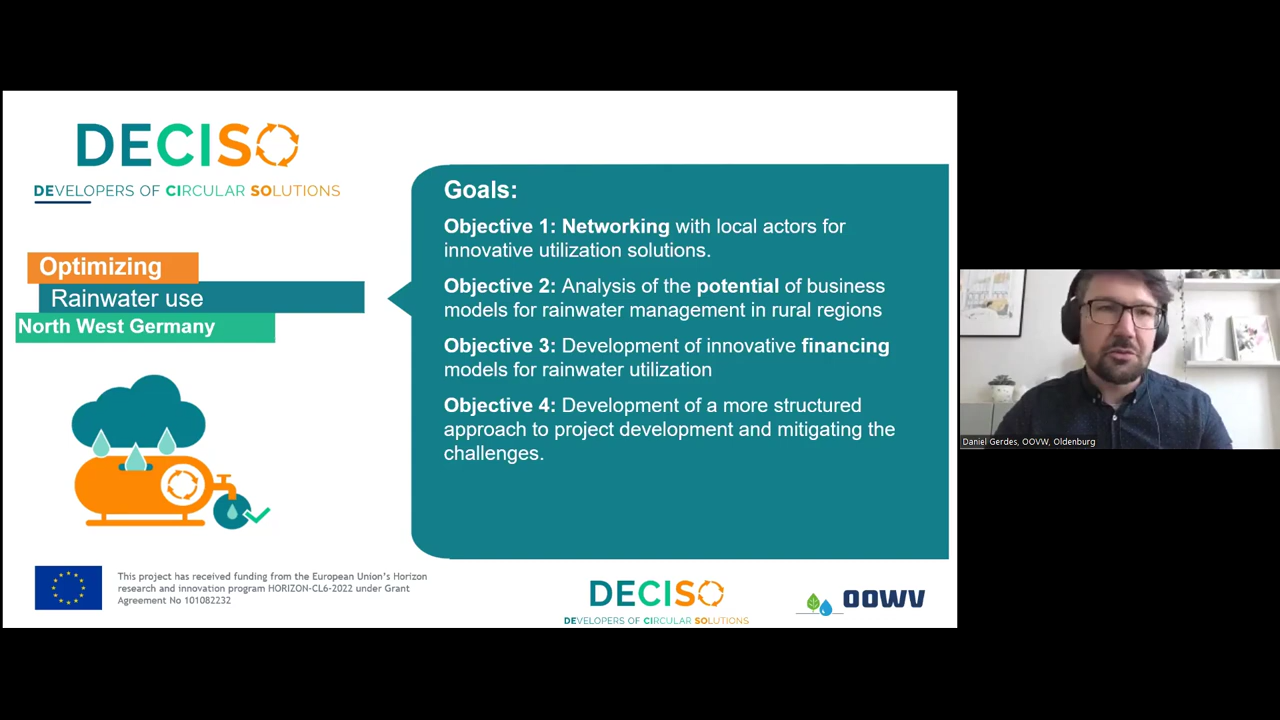 DECISO
DEVELOPERS OF CIRCULAR SOLUTIONS
Optimizing
Rainwater use
North West Germany
Goals:
Objective 1: Networking with local actors for
innovative utilization solutions.
Objective 2: Analysis of the potential of business
models for rainwater management in rural regions
Objective 3: Development of innovative financing
models for rainwater utilization
Objective 4: Development of a more structured
approach to project development and mitigating the
challenges.
This project has received funding from the European Union's Horizon
research and innovation program HORIZON-CL6-2022 under Grant
Agreement No 101082232
DECISO
DEVELOPERS OF CIRCULAR SOLUTIONS
OOWV
Daniel Gerdes, OOVW, Oldenburg